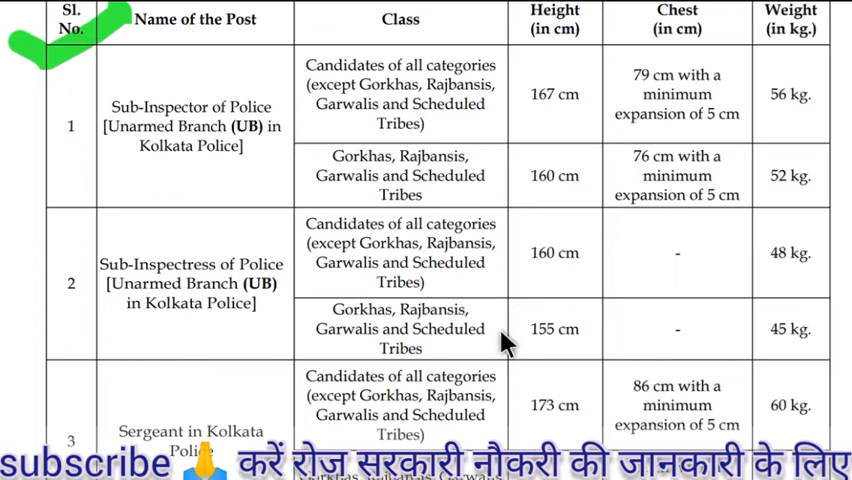 Sl. No. Name of the Post Class Height (in cm) Chest (in cm) Weight (in kg.)
1
Sub-Inspector of Police
[Unarmed Branch (UB) in
Kolkata Police]
Candidates of all categories
(except Gorkhas, Rajbansis,
Garwalis and Scheduled
Tribes)
167 cm
79 cm with a
minimum
expansion of 5 cm
56 kg.
Gorkhas, Rajbansis,
Garwalis and Scheduled
Tribes
160 cm
76 cm with a
minimum
expansion of 5 cm
52 kg.
2
Sub-Inspectress of Police
[Unarmed Branch (UB)
in Kolkata Police]
Candidates of all categories
(except Gorkhas, Rajbansis,
Garwalis and Scheduled
Tribes)
160 cm
-
48 kg.
Gorkhas, Rajbansis,
Garwalis and Scheduled
Tribes
155 cm
-
45 kg.
3
Sergeant in Kolkata
Police
Candidates of all categories
(except Gorkhas, Rajbansis,
Garwalis and Scheduled
Tribes)
173 cm
86 cm with a
minimum
expansion of 5 cm
60 kg.
subscribe 🙏 करें रोज़ सरकारी नौकरी की जानकारी के लिए